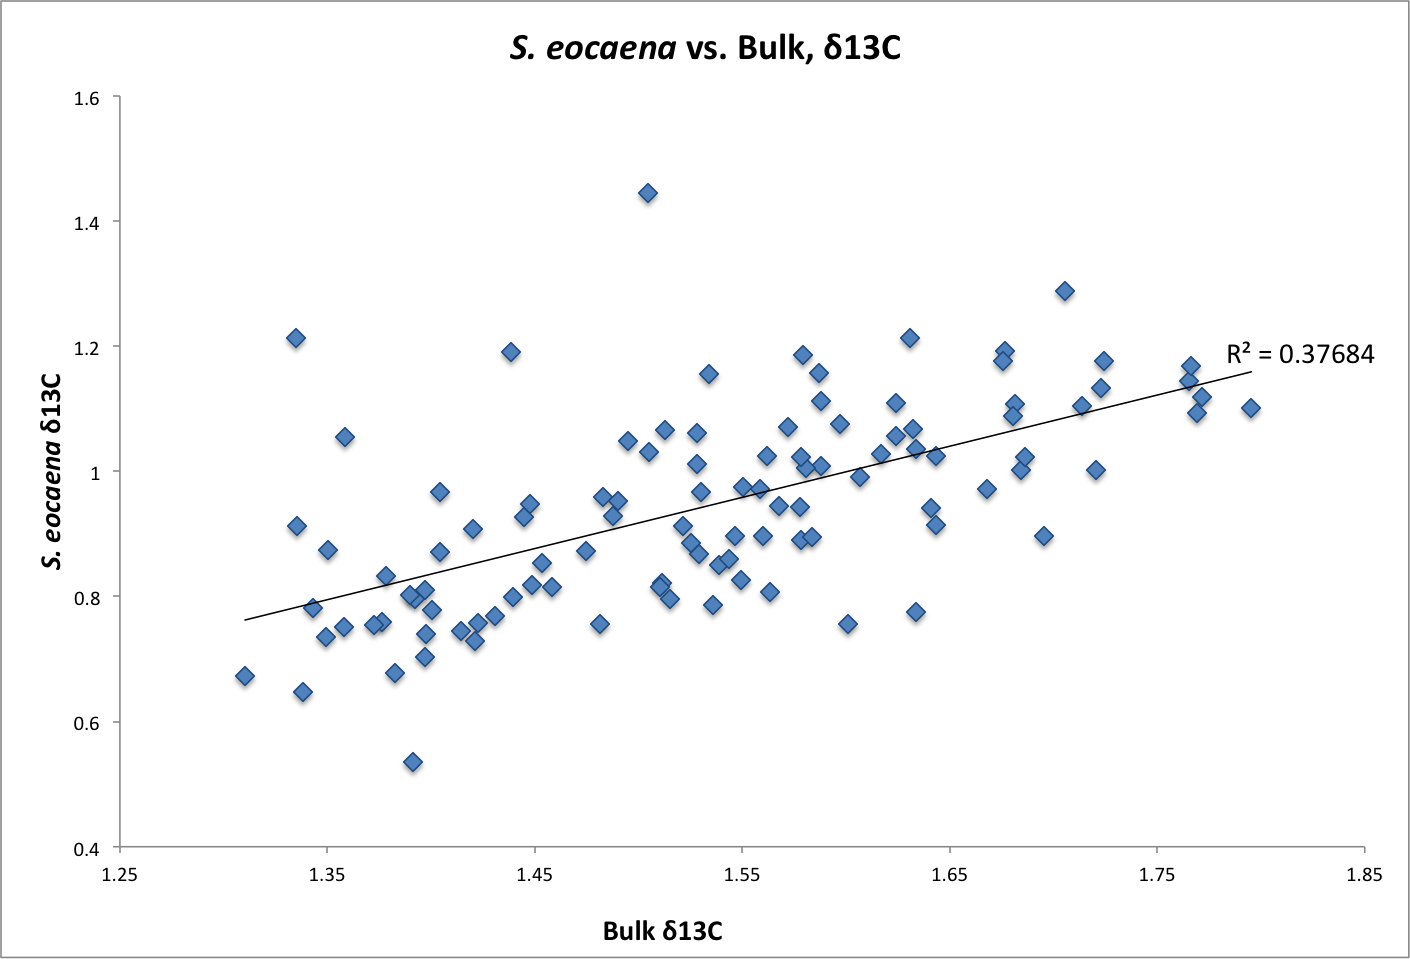 S. eocaena vs. Bulk, δ13C
1.6
1.4
1.2
1
0.8
0.6
0.4
S. eocaena δ13C
R² = 0.37684
1.25 1.35 1.45 1.55 1.65 1.75 1.85
Bulk δ13C